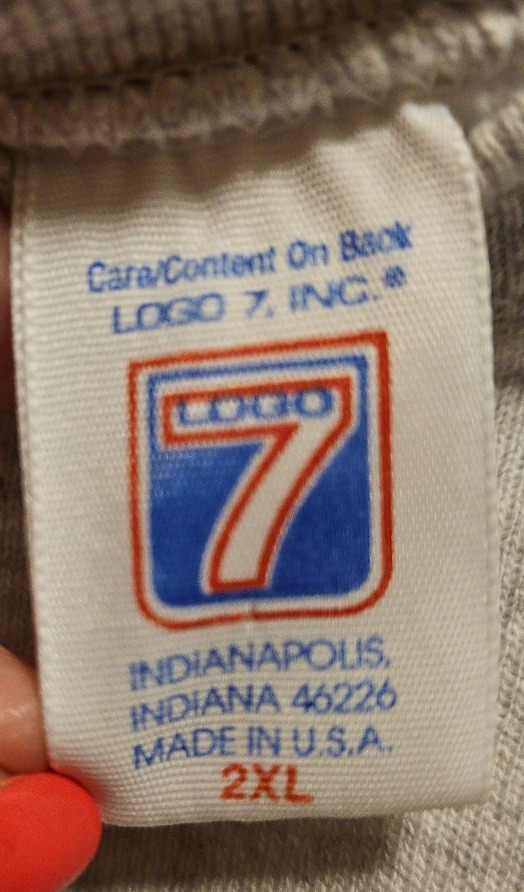 Care/Content On Back
LOGO 7, INC.®
LOGO
7
INDIANAPOLIS,
INDIANA 46226
MADE IN U.S.A.
2XL